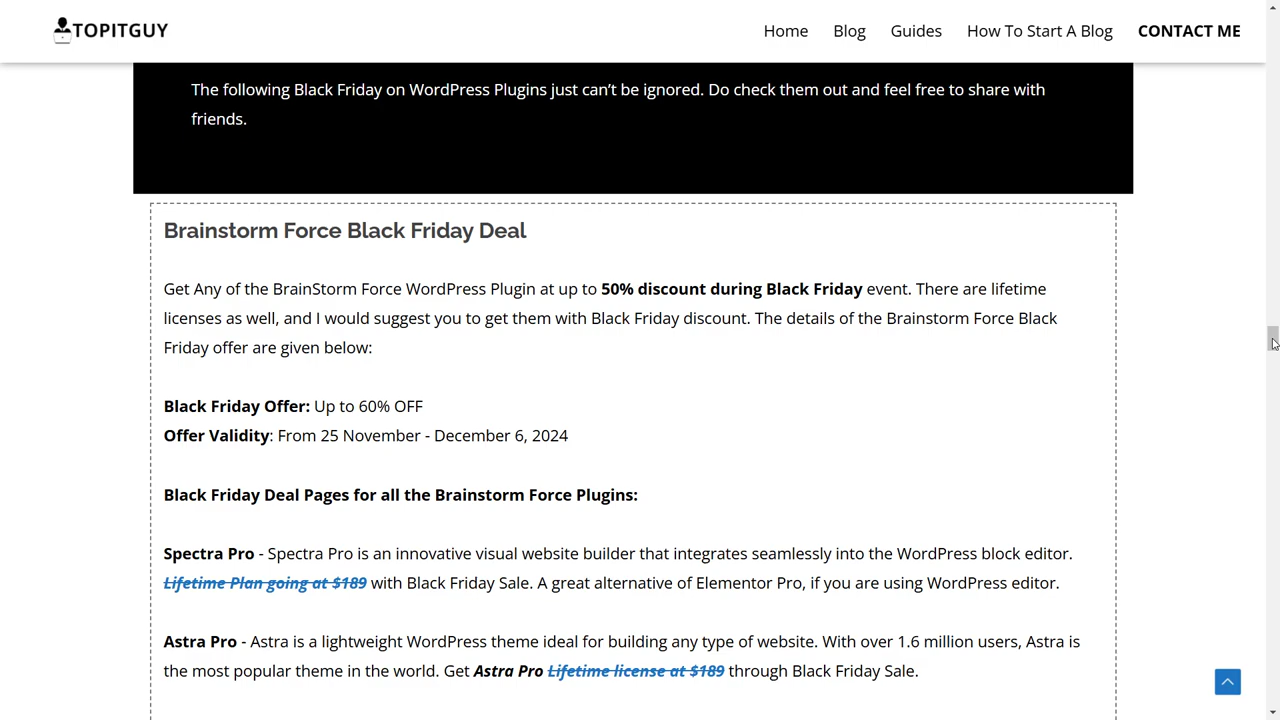 TOPITGUY
Home Blog Guides How To Start A Blog CONTACT ME
The following Black Friday on WordPress Plugins just can't be ignored. Do check them out and feel free to share with
friends.
Brainstorm Force Black Friday Deal
Get Any of the BrainStorm Force WordPress Plugin at up to 50% discount during Black Friday event. There are lifetime
licenses as well, and I would suggest you to get them with Black Friday discount. The details of the Brainstorm Force Black
Friday offer are given below:
Black Friday Offer: Up to 60% OFF
Offer Validity: From 25 November - December 6, 2024
Black Friday Deal Pages for all the Brainstorm Force Plugins:
Spectra Pro - Spectra Pro is an innovative visual website builder that integrates seamlessly into the WordPress block editor.
Lifetime Plan going at $189 with Black Friday Sale. A great alternative of Elementor Pro, if you are using WordPress editor.
Astra Pro - Astra is a lightweight WordPress theme ideal for building any type of website. With over 1.6 million users, Astra is
the most popular theme in the world. Get Astra Pro Lifetime license at $189 through Black Friday Sale.